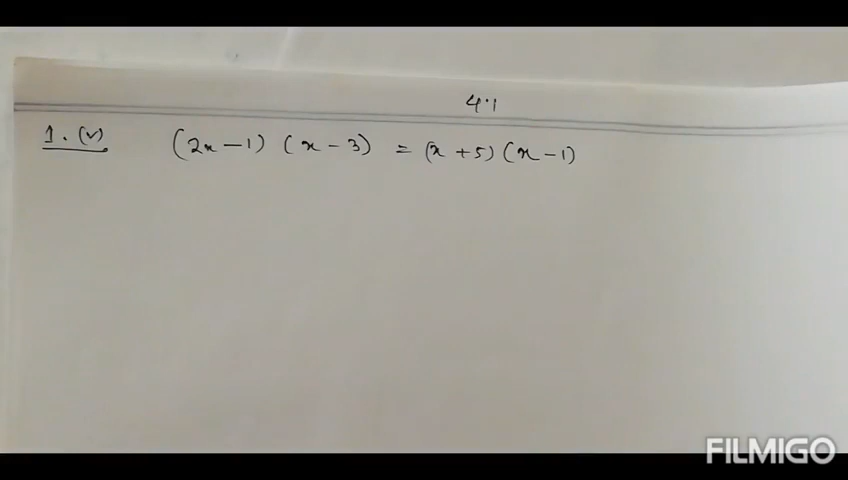 4.1
1. (v) (2x-1) (x-3) = (x+5) (x-1)
FILMIGO